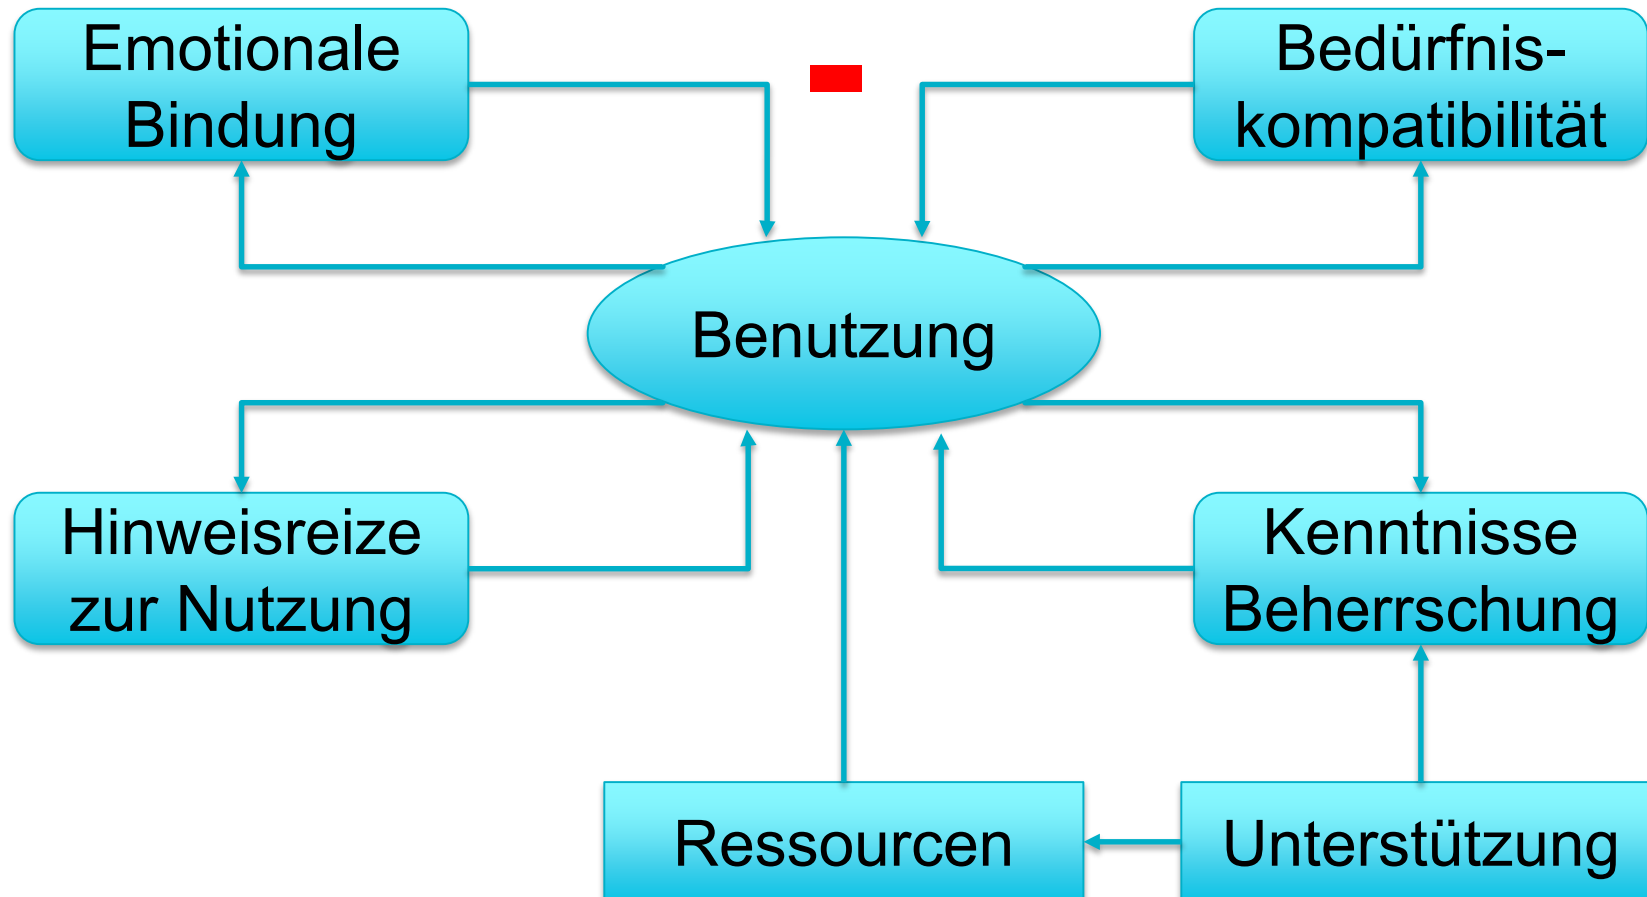 Emotionale
Bindung
Bedürfnis-
kompatibilität
Benutzung
Hinweisreize
zur Nutzung
Kenntnisse
Beherrschung
Ressourcen
Unterstützung